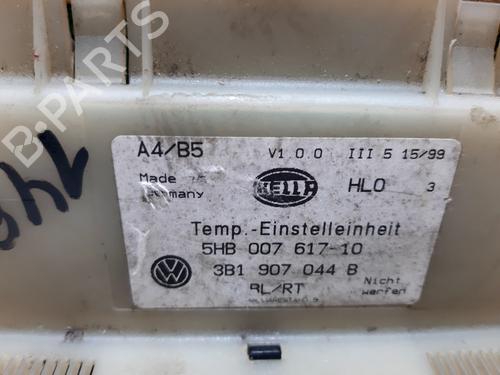 A4/B5 V1.0.0 III 5 15/99
Made in Germany HELLA HLO 3
Temp.-Einstelleinheit
5HB 007 617-10
3B1 907 044 B
RL/RT Nicht werfen
B-PARTS